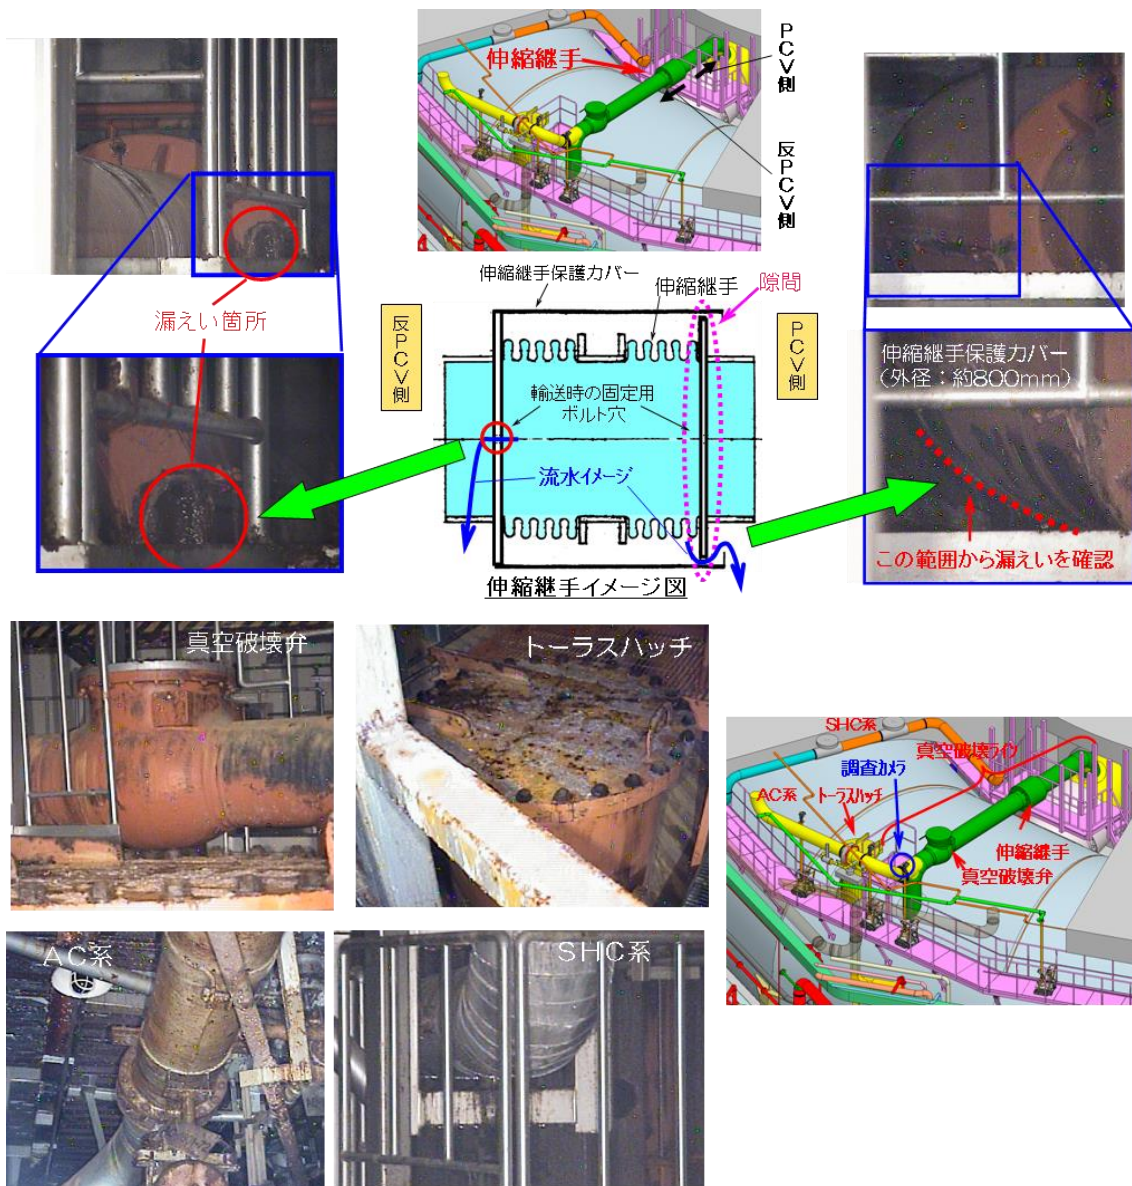 伸縮継手
PCV側
反PCV側
漏えい箇所
伸縮継手保護カバー
伸縮継手
隙間
反PCV側
PCV側
輸送時の固定用
ボルト穴
流水イメージ
伸縮継手イメージ図
伸縮継手保護カバー
(外径:約800mm)
この範囲から漏えいを確認
真空破壊弁
トーラスハッチ
AC系
SHC系
SHC系
真空破壊ライン
調査カメラ
AC系
トーラスハッチ
伸縮継手
真空破壊弁